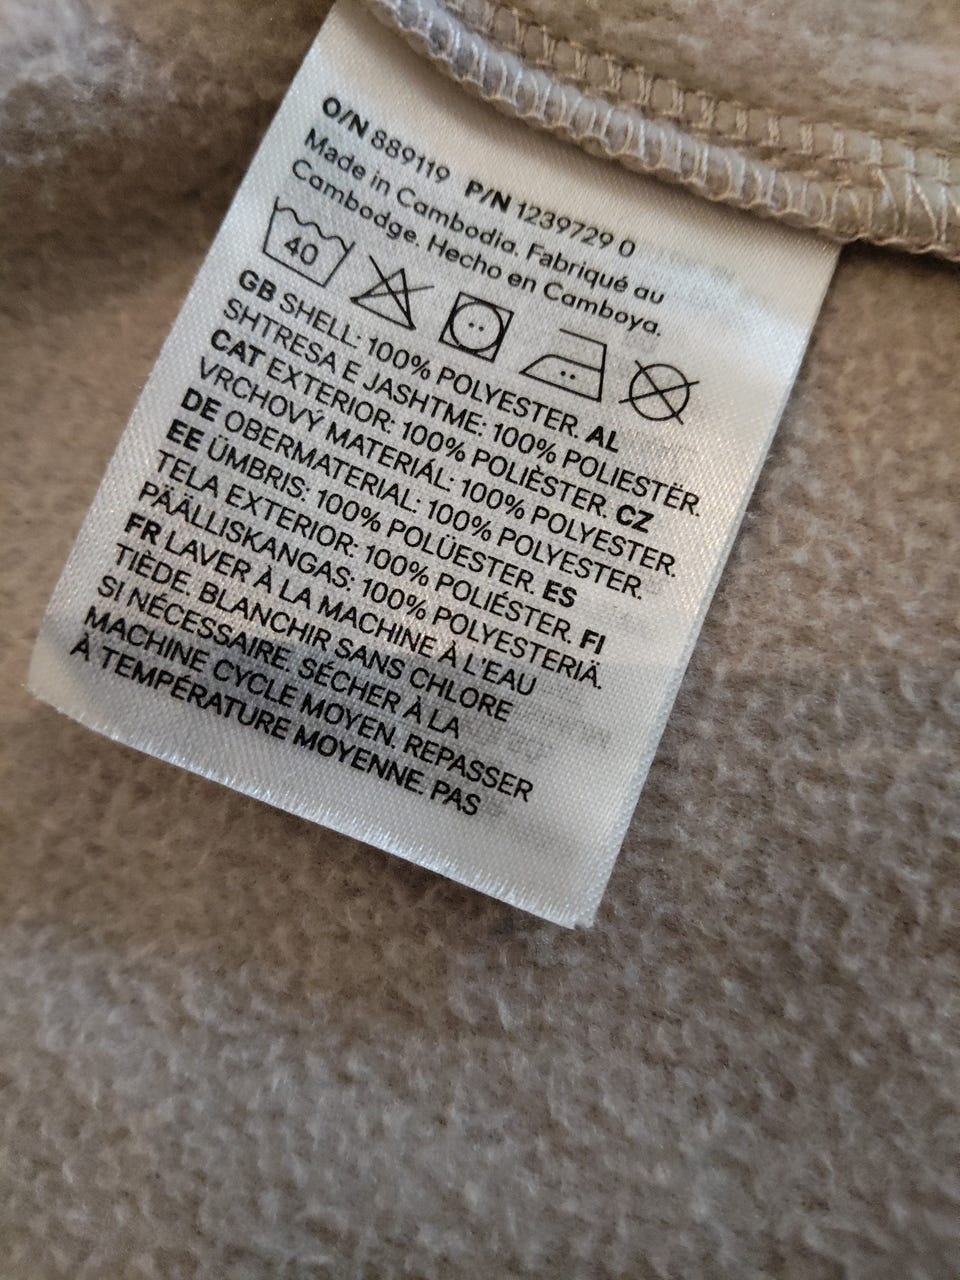 O/N 889119 P/N 1239729 0
Made in Cambodia. Fabriqué au
Cambodge. Hecho en Camboya.
40
GB SHELL: 100% POLYESTER. AL
SHTRESA E JASHTME: 100% POLIESTËR.
CAT EXTERIOR: 100% POLIÈSTER. CZ
VRCHOVÝ MATERIÁL: 100% POLYESTER.
DE OBERMATERIAL: 100% POLYESTER.
EE ÜMBRIS: 100% POLÜESTER. ES
TELA EXTERIOR: 100% POLIÉSTER. FI
PÄÄLLISKANGAS: 100% POLYESTERIÄ.
FR LAVER À LA MACHINE À L'EAU
TIÈDE. BLANCHIR SANS CHLORE
SI NÉCESSAIRE. SÉCHER À LA
MACHINE CYCLE MOYEN. REPASSER
À TEMPÉRATURE MOYENNE. PAS